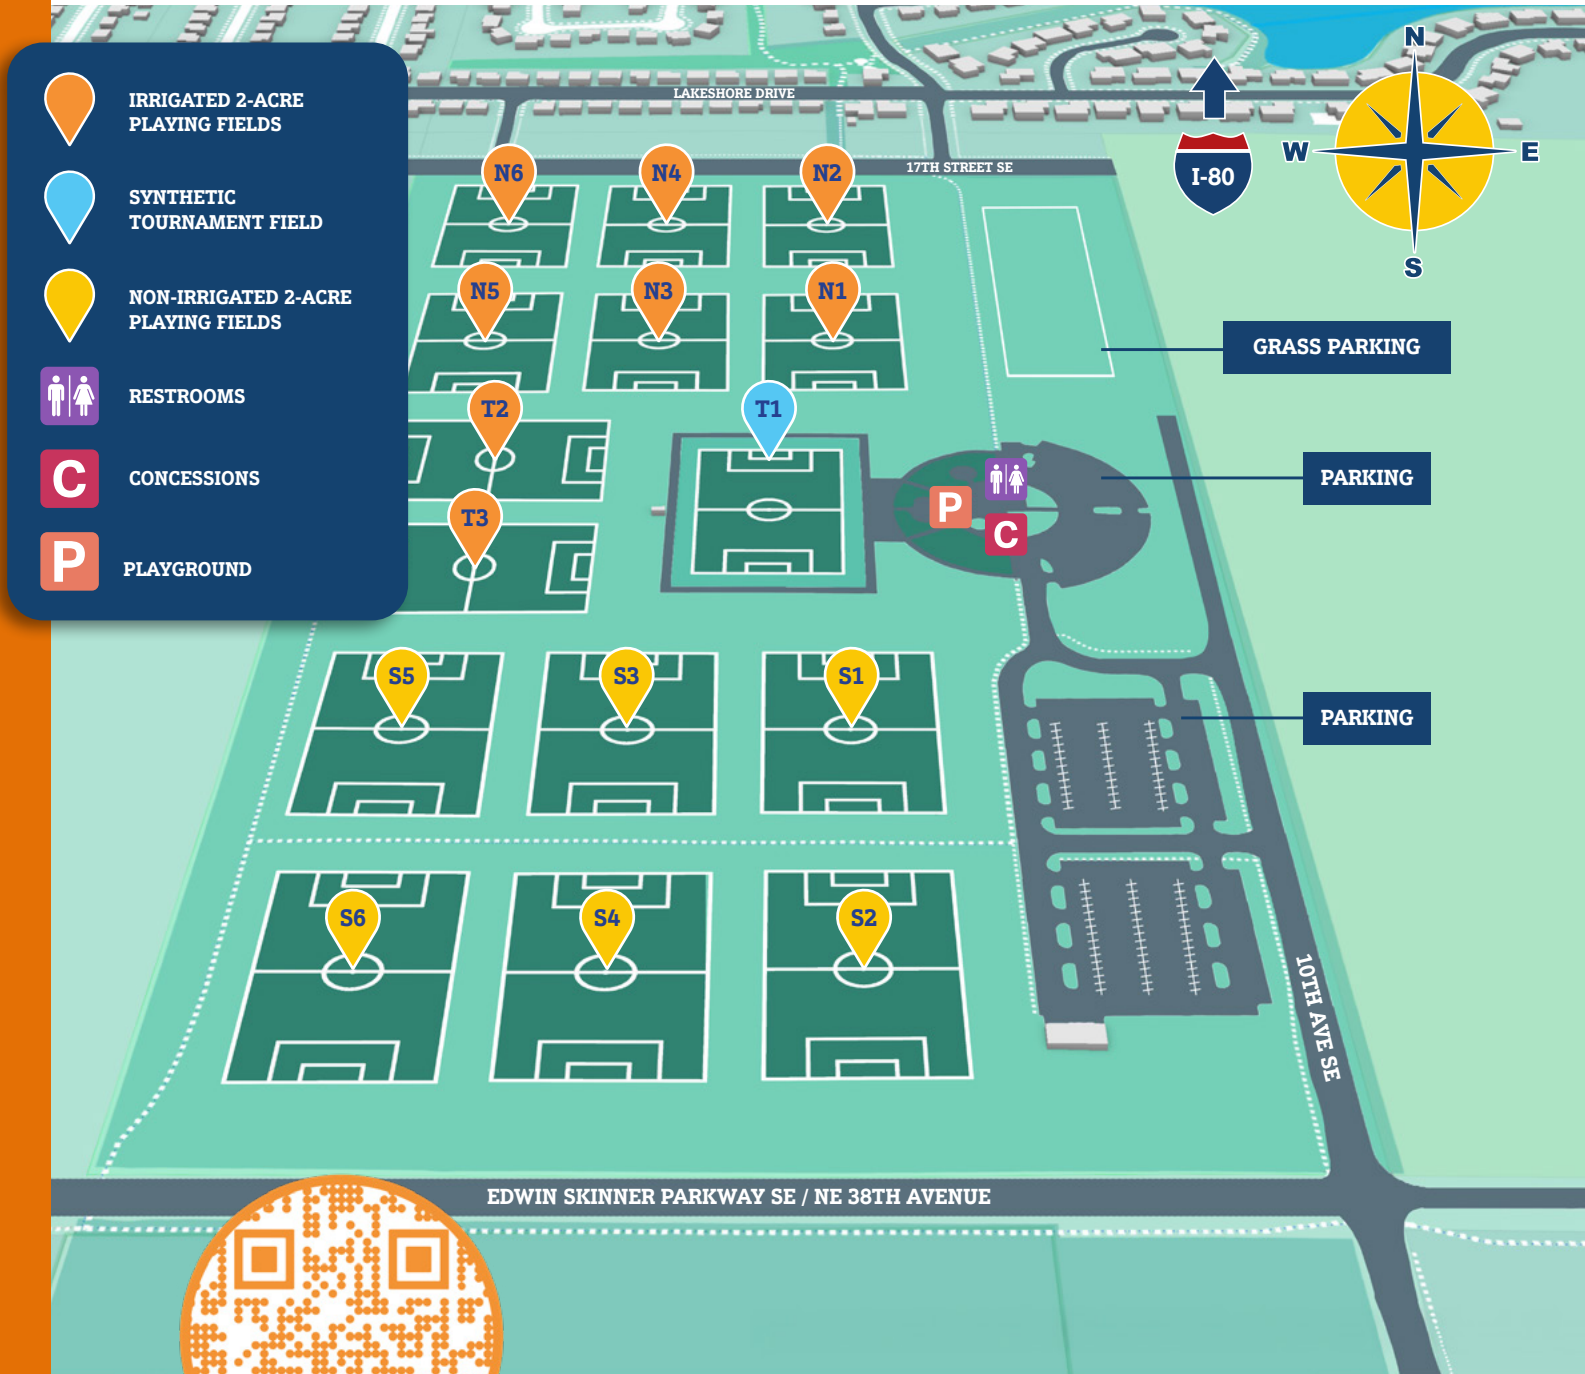 IRRIGATED 2-ACRE
PLAYING FIELDS
SYNTHETIC
TOURNAMENT FIELD
NON-IRRIGATED 2-ACRE
PLAYING FIELDS
RESTROOMS
C
CONCESSIONS
P
PLAYGROUND
LAKESHORE DRIVE
17TH STREET SE
I-80
N
W
E
S
N6
N4
N2
N5
N3
N1
GRASS PARKING
T2
T1
PARKING
P
C
T3
S5
S3
S1
PARKING
S6
S4
S2
10TH AVE SE
EDWIN SKINNER PARKWAY SE / NE 38TH AVENUE